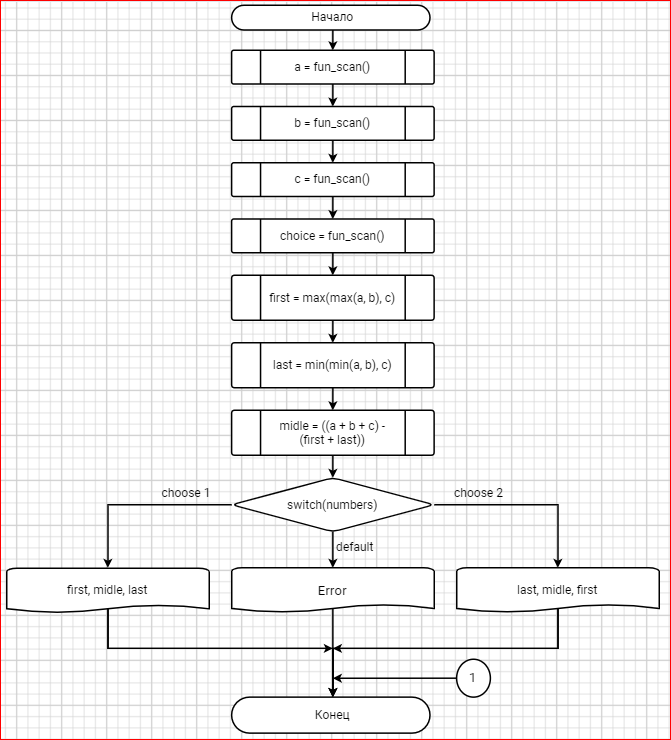 Начало
a = fun_scan()
b = fun_scan()
c = fun_scan()
choice = fun_scan()
first = max(max(a, b), c)
last = min(min(a, b), c)
midle = ((a + b + c) -
(first + last))
choose 1
switch(numbers)
choose 2
default
first, midle, last
Error
last, midle, first
1
Конец